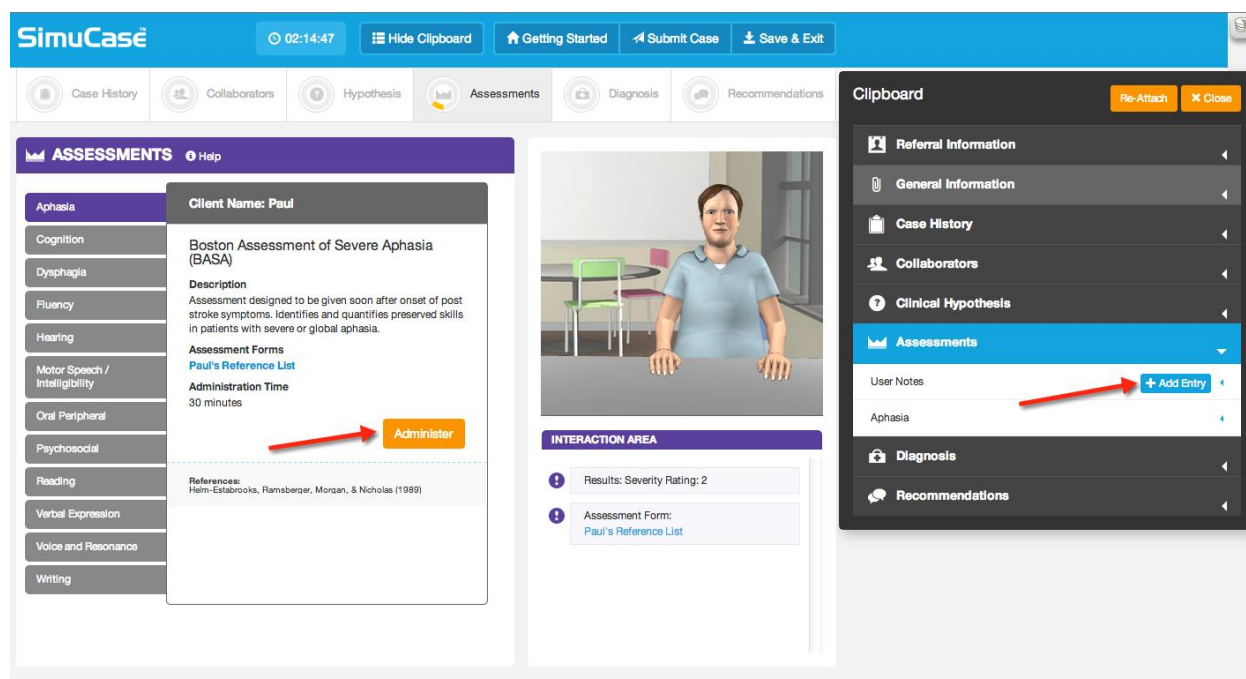 SimuCase™
02:14:47
Hide Clipboard
Getting Started
Submit Case
Save & Exit
Case History
Collaborators
Hypothesis
Assessments
Diagnosis
Recommendations
ASSESSMENTS Help
Aphasia
Cognition
Dysphagia
Fluency
Hearing
Motor Speech /
Intelligibility
Oral Peripheral
Psychosocial
Reading
Verbal Expression
Voice and Resonance
Writing
Client Name: Paul
Boston Assessment of Severe Aphasia
(BASA)
Description
Assessment designed to be given soon after onset of post
stroke symptoms. Identifies and quantifies preserved skills
in patients with severe or global aphasia.
Assessment Forms
Paul's Reference List
Administration Time
30 minutes
Administer
References:
Helm-Estabrooks, Ramsberger, Morgan, & Nicholas (1989)
INTERACTION AREA
Results: Severity Rating: 2
Assessment Form:
Paul's Reference List
Clipboard
Re-Attach
Close
Referral Information
General Information
Case History
Collaborators
Clinical Hypothesis
Assessments
User Notes
+ Add Entry
Aphasia
Diagnosis
Recommendations